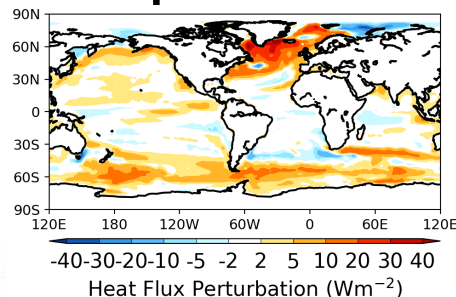 90N
60N
30N
0
30S
60S
90S
120E 180 120W 60W 0 60E 120E
-40-30-20-10 -5 -2 2 5 10 20 30 40
Heat Flux Perturbation (Wm⁻²)